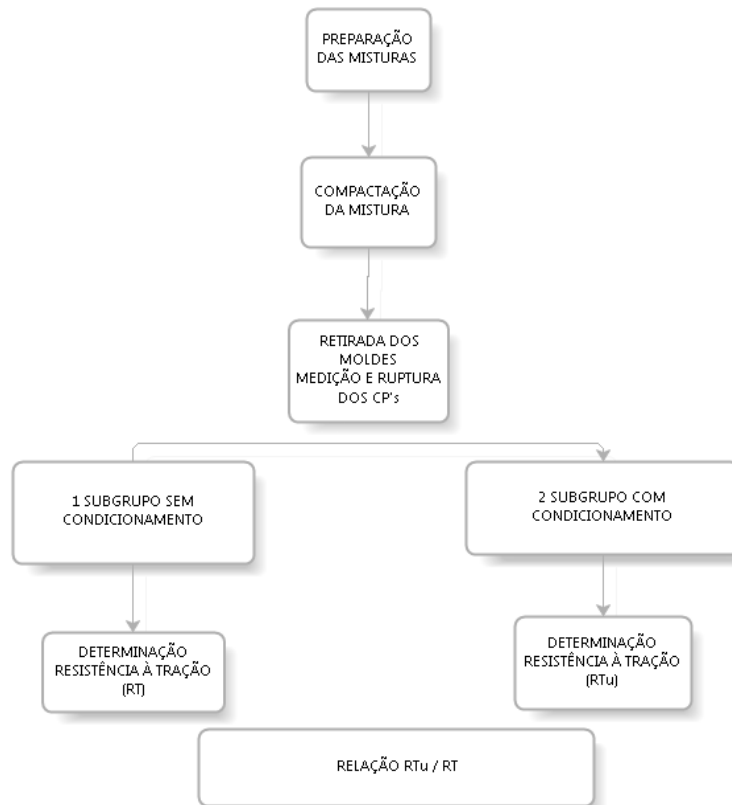 PREPARAÇÃO
DAS MISTURAS
COMPACTAÇÃO
DA MISTURA
RETIRADA DOS
MOLDES
MEDIÇÃO E RUPTURA
DOS CP's
1 SUBGRUPO SEM
CONDICIONAMENTO
2 SUBGRUPO COM
CONDICIONAMENTO
DETERMINAÇÃO
RESISTÊNCIA À TRAÇÃO
(RT)
DETERMINAÇÃO
RESISTÊNCIA À TRAÇÃO
(RTu)
RELAÇÃO RTu / RT